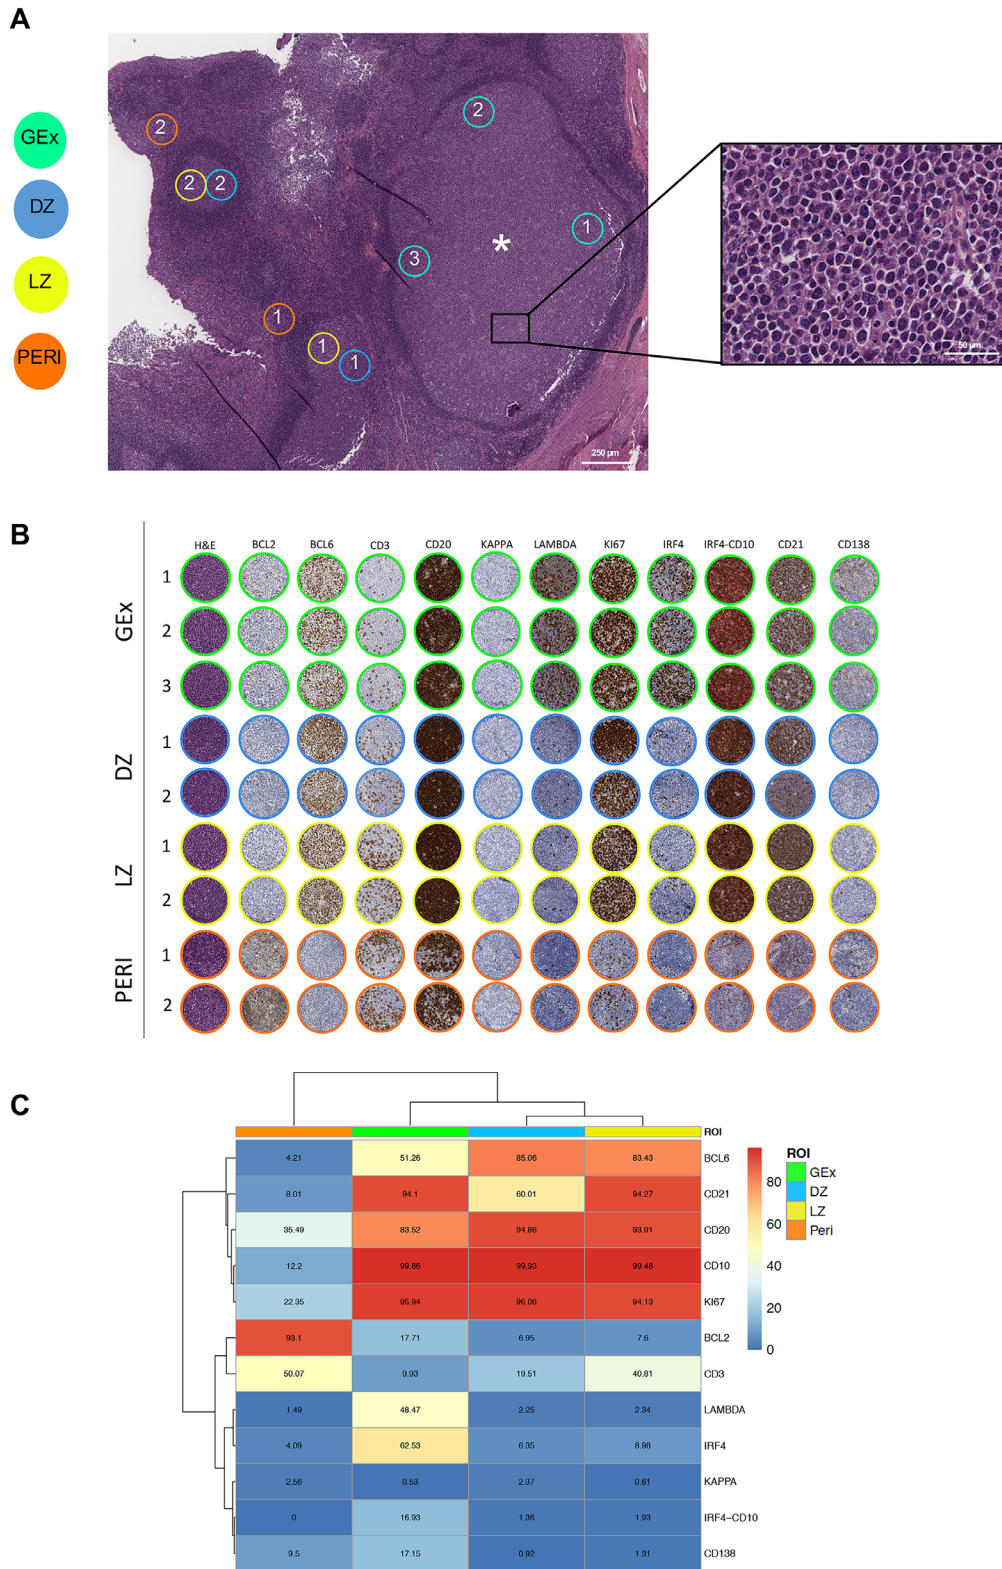 A
GEx
DZ
LZ
PERI
2
2 2
2
1
3
*
1
1
1
250 µm
50 µm
B
H&E BCL2 BCL6 CD3 CD20 KAPPA LAMBDA KI67 IRF4 IRF4-CD10 CD21 CD138
GEx
1
2
3
DZ
1
2
LZ
1
2
PERI
1
2
C
ROI
4.21 51.26 85.06 83.43 BCL6
8.01 94.1 60.01 94.27 CD21
35.49 83.52 94.86 93.91 CD20
12.2 99.86 99.93 99.48 CD10
22.35 95.94 96.06 94.13 KI67
93.1 17.71 6.95 7.6 BCL2
50.07 9.93 19.51 40.81 CD3
1.49 48.47 2.25 2.34 LAMBDA
4.09 62.53 6.35 8.98 IRF4
2.56 0.53 2.37 0.61 KAPPA
0 16.93 1.36 1.93 IRF4-CD10
9.5 17.15 0.92 1.31 CD138
80
60
40
20
0
ROI
GEx
DZ
LZ
Peri